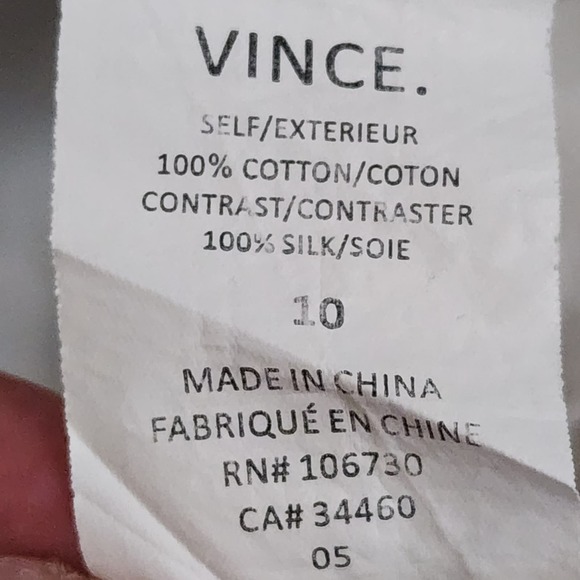 VINCE.
SELF/EXTERIEUR
100% COTTON/COTON
CONTRAST/CONTRASTER
100% SILK/SOIE
10
MADE IN CHINA
FABRIQUÉ EN CHINE
RN# 106730
CA# 34460
05